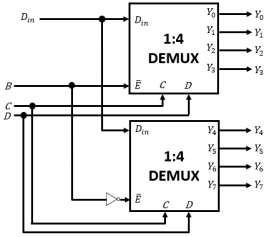 D_in D_in Y_0 Y_0
1:4 Y_1 Y_1
DEMUX Y_2 Y_2
Y_3 Y_3
B Ē C D
C
D
D_in Y_4 Y_4
1:4 Y_5 Y_5
DEMUX Y_6 Y_6
Y_7 Y_7
Ē C D